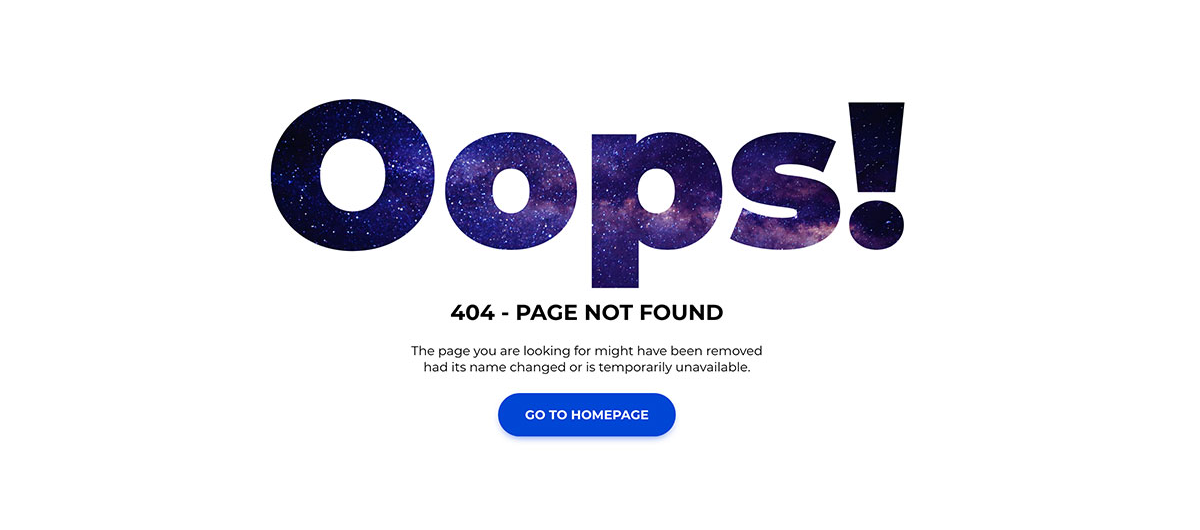 Oops!
404 - PAGE NOT FOUND
The page you are looking for might have been removed
had its name changed or is temporarily unavailable.
GO TO HOMEPAGE